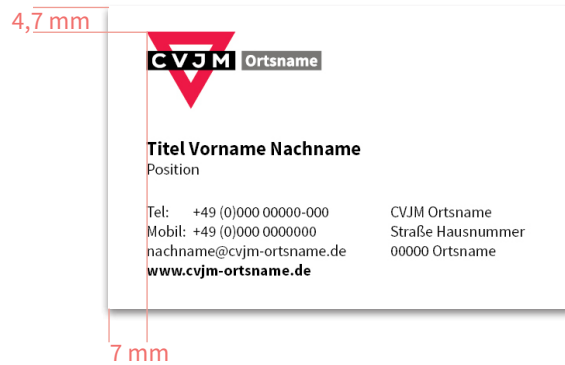 4,7 mm
CVJM Ortsname
Titel Vorname Nachname
Position
Tel: +49 (0)000 00000-000
Mobil: +49 (0)000 0000000
nachname@cvjm-ortsname.de
www.cvjm-ortsname.de
CVJM Ortsname
Straße Hausnummer
00000 Ortsname
7 mm